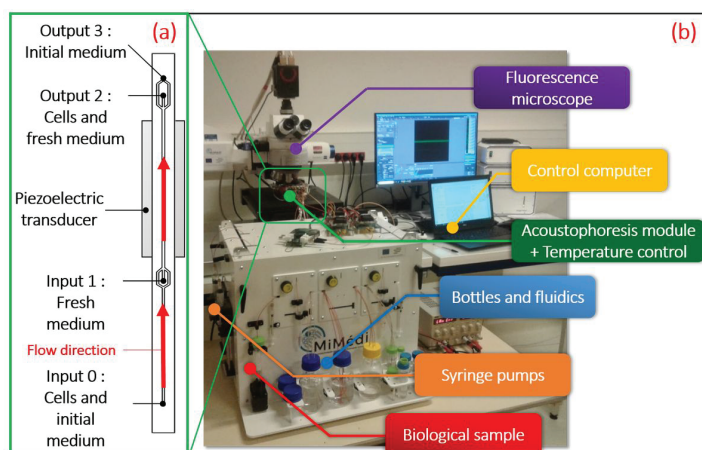 (a)
Output 3 :
Initial medium
Output 2 :
Cells and
fresh medium
Piezoelectric
transducer
Input 1 :
Fresh
medium
Flow direction
Input 0 :
Cells and
initial
medium
(b)
Fluorescence
microscope
Control computer
Acoustophoresis module
+ Temperature control
Bottles and fluidics
MiMédi
Syringe pumps
Biological sample